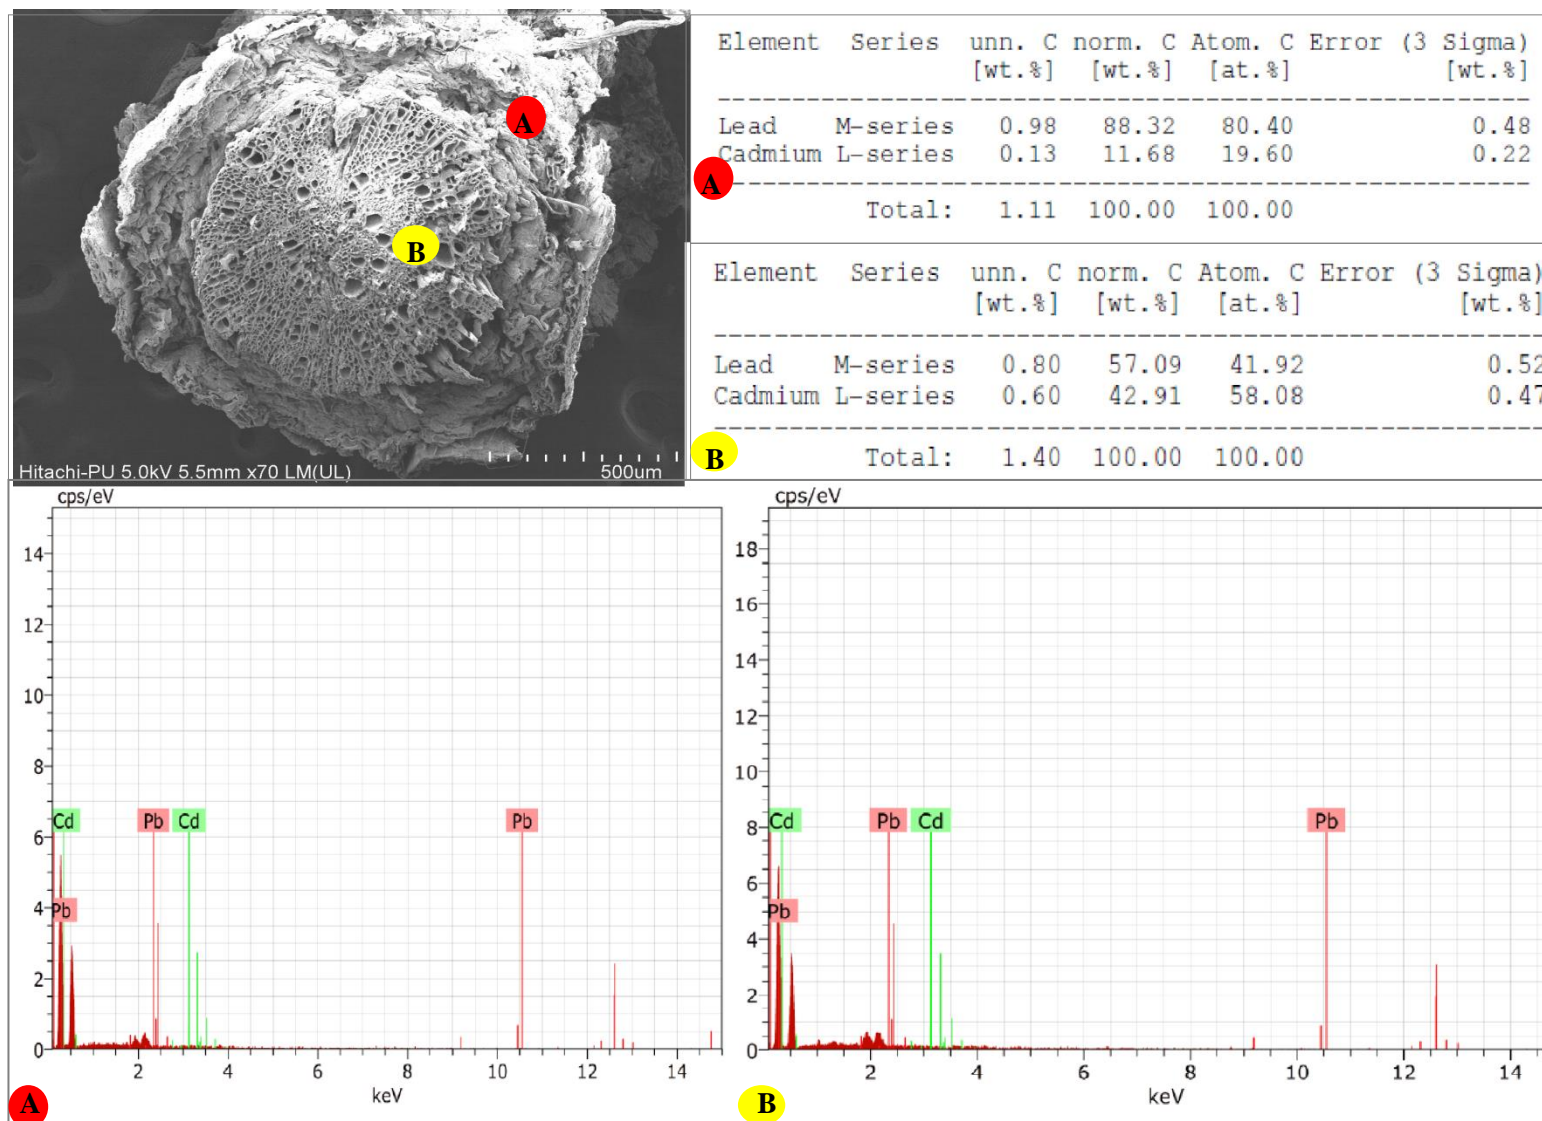 A
B
Hitachi-PU 5.0kV 5.5mm x70 LM(UL) 500um
Element Series unn. C norm. C Atom. C Error (3 Sigma)
[wt.%] [wt.%] [at.%] [wt.%]
Lead M-series 0.98 88.32 80.40 0.48
Cadmium L-series 0.13 11.68 19.60 0.22
A
Total: 1.11 100.00 100.00
Element Series unn. C norm. C Atom. C Error (3 Sigma)
[wt.%] [wt.%] [at.%] [wt.%]
Lead M-series 0.80 57.09 41.92 0.52
Cadmium L-series 0.60 42.91 58.08 0.47
B
Total: 1.40 100.00 100.00
cps/eV
14
12
10
8
6
4
2
0
Cd Pb Cd Pb
Pb
2 4 6 8 10 12 14
keV
A
cps/eV
18
16
14
12
10
8
6
4
2
0
Cd Pb Cd Pb
Pb
2 4 6 8 10 12 14
keV
B